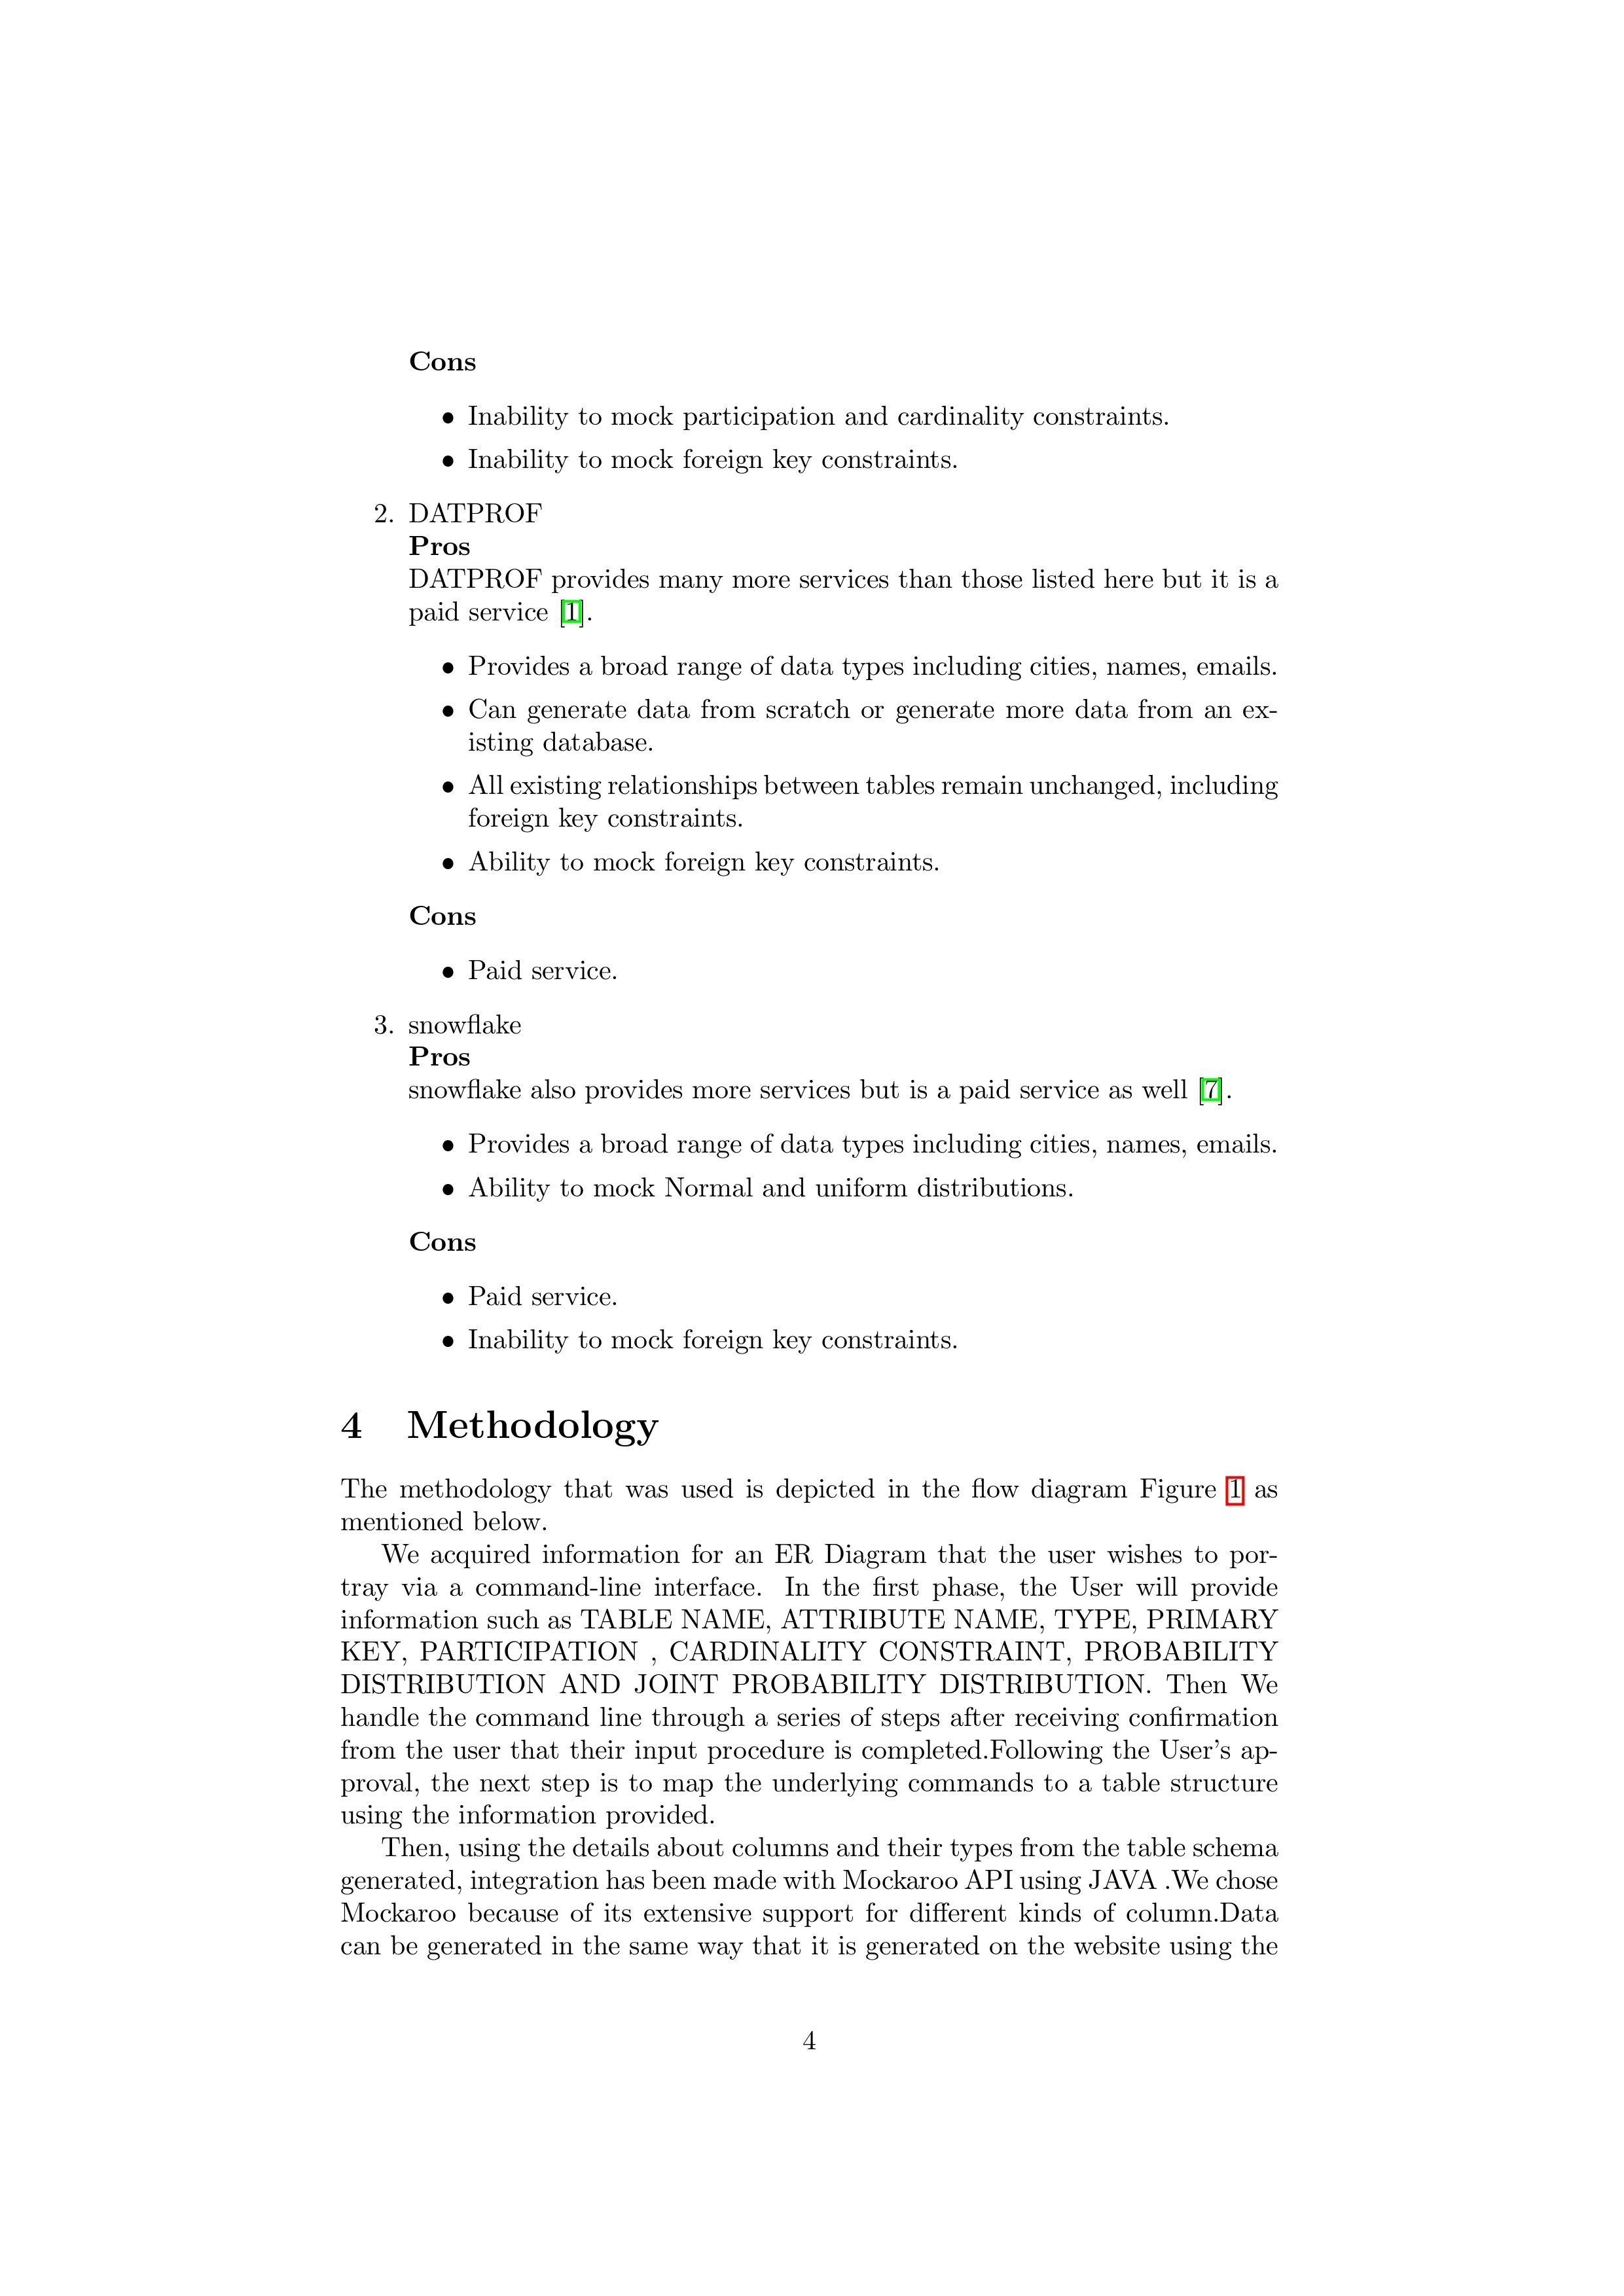 Cons
• Inability to mock participation and cardinality constraints.
• Inability to mock foreign key constraints.
2. DATPROF
Pros
DATPROF provides many more services than those listed here but it is a
paid service [1].
• Provides a broad range of data types including cities, names, emails.
• Can generate data from scratch or generate more data from an ex-
isting database.
• All existing relationships between tables remain unchanged, including
foreign key constraints.
• Ability to mock foreign key constraints.
Cons
• Paid service.
3. snowflake
Pros
snowflake also provides more services but is a paid service as well [7].
• Provides a broad range of data types including cities, names, emails.
• Ability to mock Normal and uniform distributions.
Cons
• Paid service.
• Inability to mock foreign key constraints.
4 Methodology
The methodology that was used is depicted in the flow diagram Figure 1 as
mentioned below.
We acquired information for an ER Diagram that the user wishes to por-
tray via a command-line interface. In the first phase, the User will provide
information such as TABLE NAME, ATTRIBUTE NAME, TYPE, PRIMARY
KEY, PARTICIPATION , CARDINALITY CONSTRAINT, PROBABILITY
DISTRIBUTION AND JOINT PROBABILITY DISTRIBUTION. Then We
handle the command line through a series of steps after receiving confirmation
from the user that their input procedure is completed.Following the User's ap-
proval, the next step is to map the underlying commands to a table structure
using the information provided.
Then, using the details about columns and their types from the table schema
generated, integration has been made with Mockaroo API using JAVA .We chose
Mockaroo because of its extensive support for different kinds of column.Data
can be generated in the same way that it is generated on the website using the
4